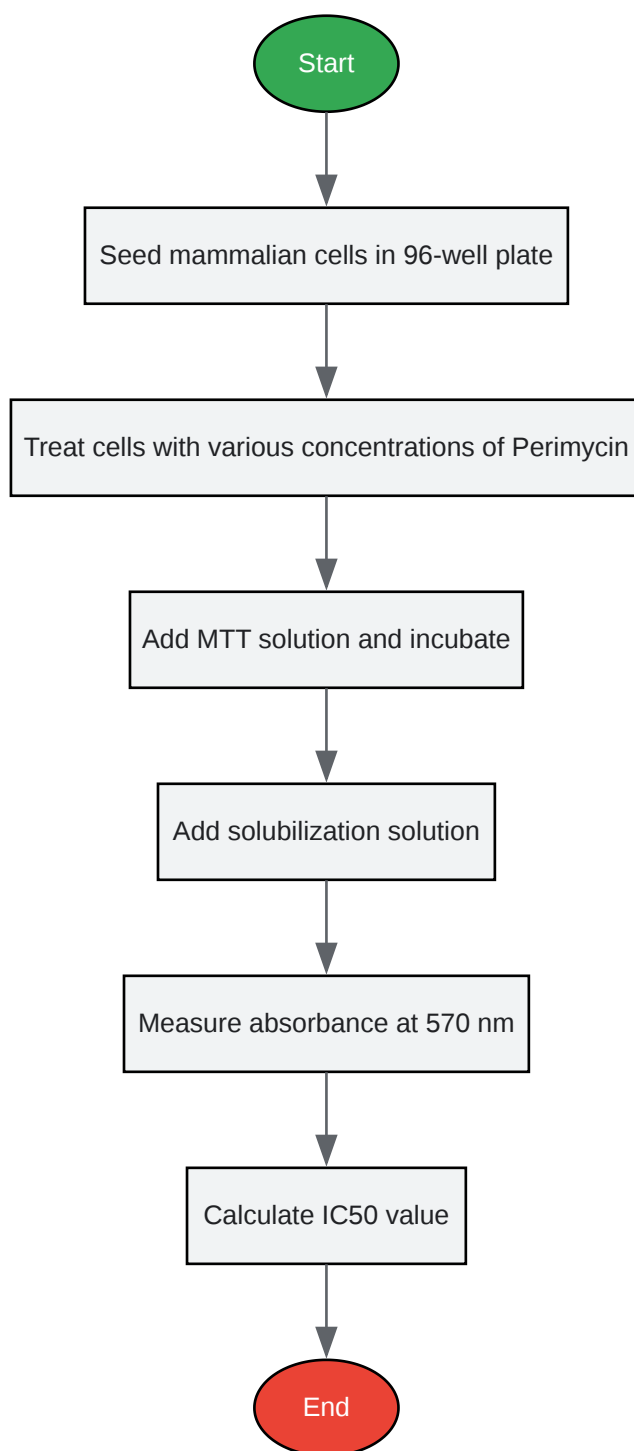 Start
Seed mammalian cells in 96-well plate
Treat cells with various concentrations of Perimycin
Add MTT solution and incubate
Add solubilization solution
Measure absorbance at 570 nm
Calculate IC50 value
End